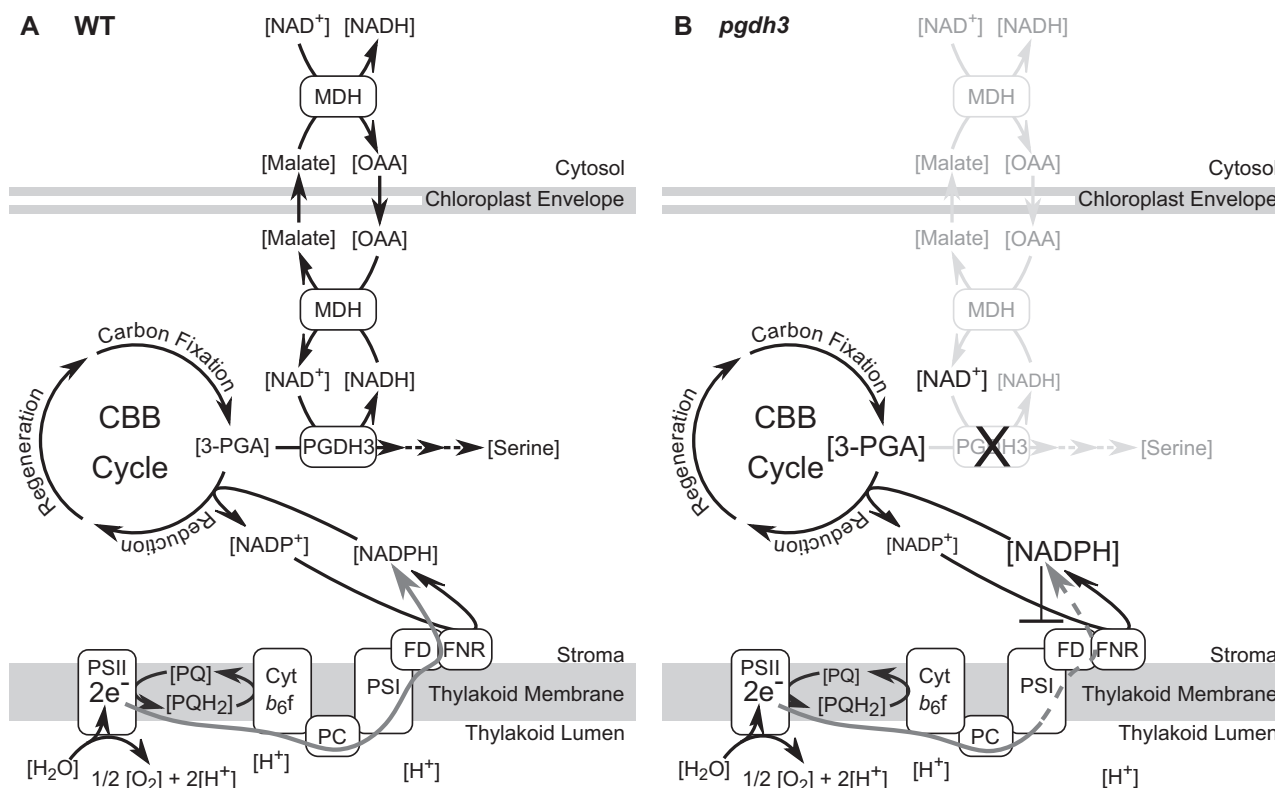 A WT
[NAD+] [NADH]
MDH
[Malate] [OAA]
Cytosol
Chloroplast Envelope
[Malate] [OAA]
MDH
[NAD+] [NADH]
Carbon Fixation
Regeneration
Reduction
CBB
Cycle
[3-PGA]
PGDH3
[Serine]
[NADP+]
[NADPH]
FD
FNR
Stroma
PSII
2e-
[PQ]
[PQH2]
Cyt
b6f
PSI
Thylakoid Membrane
PC
Thylakoid Lumen
[H2O]
1/2 [O2] + 2[H+]
[H+]
[H+]
B pgdh3
[NAD+] [NADH]
MDH
[Malate] [OAA]
Cytosol
Chloroplast Envelope
[Malate] [OAA]
MDH
[NAD+] [NADH]
Carbon Fixation
Regeneration
Reduction
CBB
Cycle
[3-PGA]
PGDH3
[Serine]
[NADP+]
[NADPH]
FD
FNR
Stroma
PSII
2e-
[PQ]
[PQH2]
Cyt
b6f
PSI
Thylakoid Membrane
PC
Thylakoid Lumen
[H2O]
1/2 [O2] + 2[H+]
[H+]
[H+]